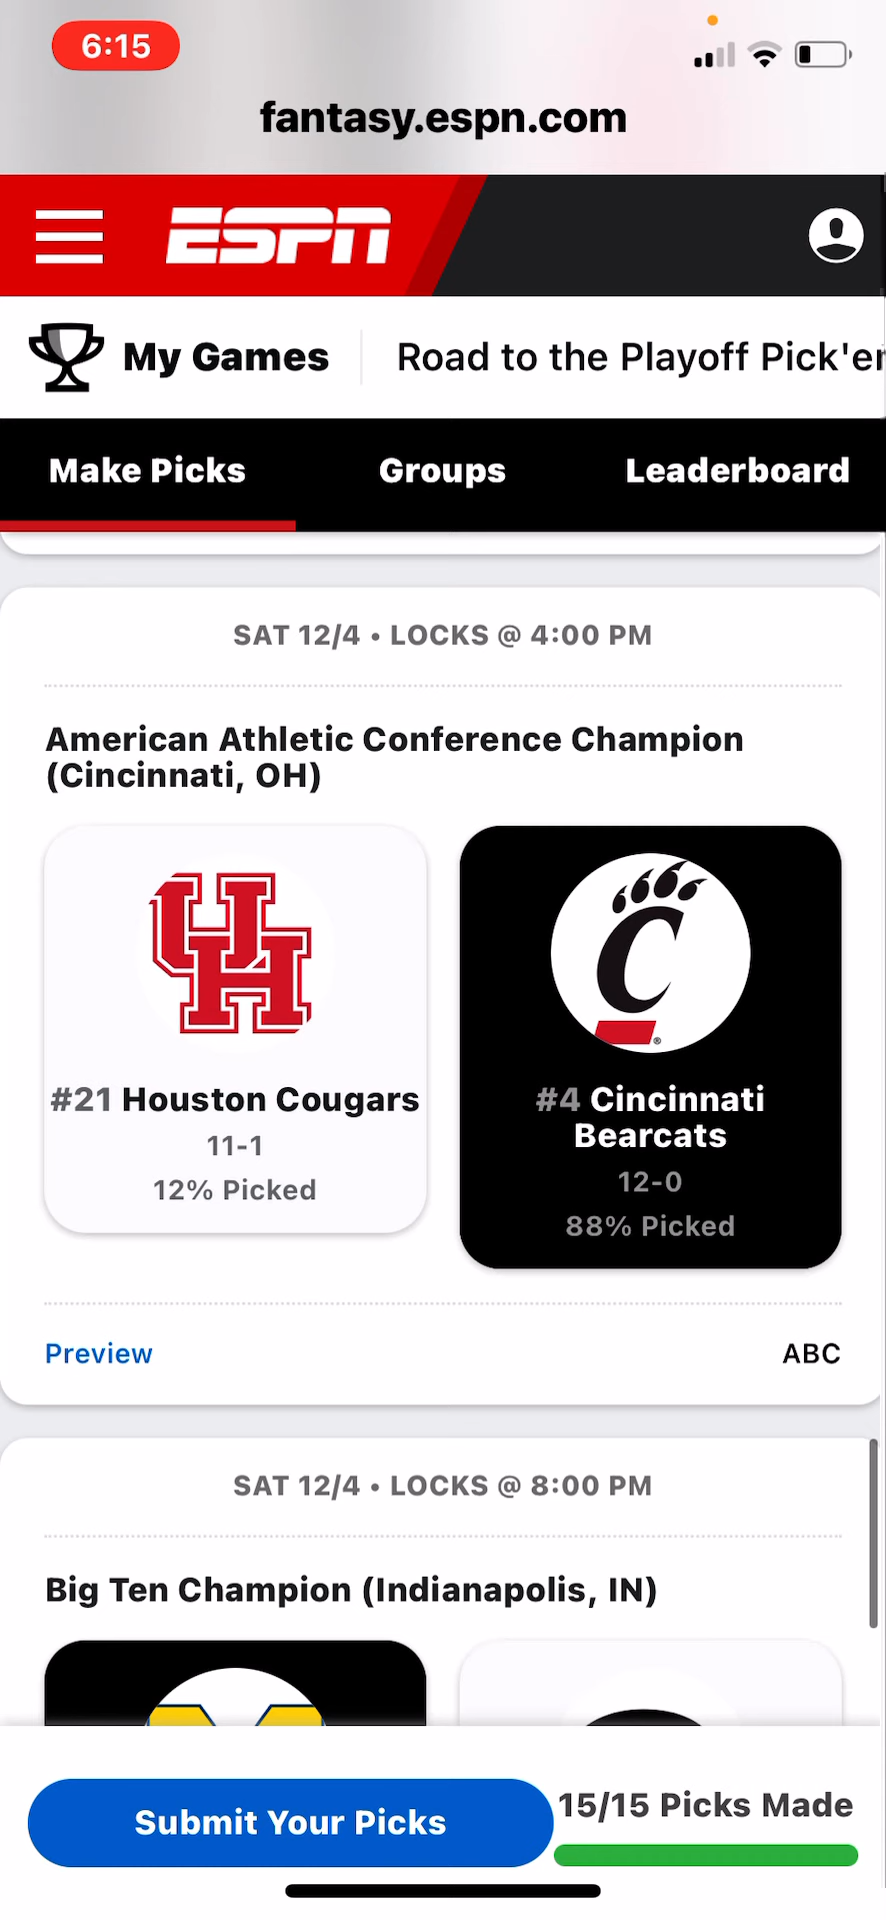 6:15
fantasy.espn.com
ESPN
My Games
Road to the Playoff Pick'em
Make Picks
Groups
Leaderboard
SAT 12/4 • LOCKS @ 4:00 PM
American Athletic Conference Champion
(Cincinnati, OH)
UH
#21 Houston Cougars
11-1
12% Picked
C
®
#4 Cincinnati
Bearcats
12-0
88% Picked
Preview
ABC
SAT 12/4 • LOCKS @ 8:00 PM
Big Ten Champion (Indianapolis, IN)
Submit Your Picks
15/15 Picks Made